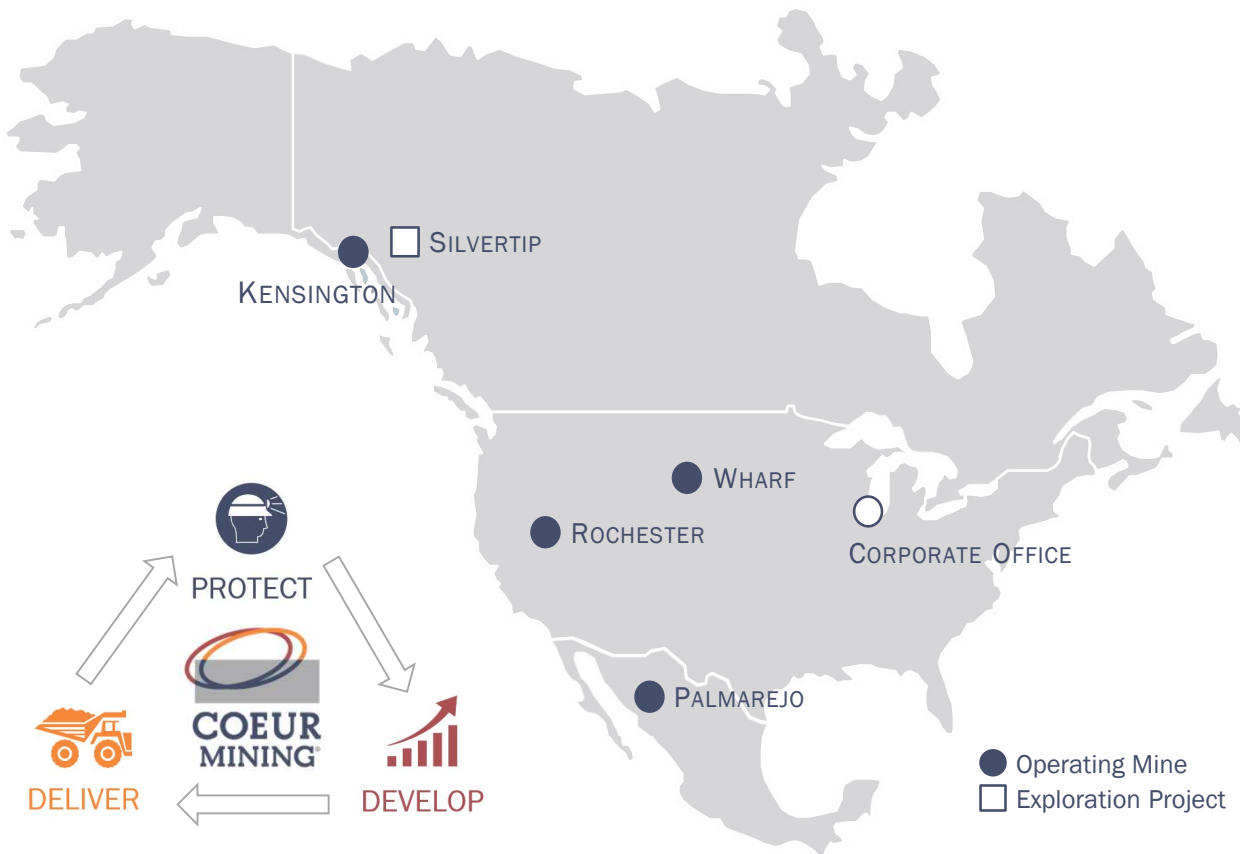 SILVERTIP
KENSINGTON
WHARF
ROCHESTER
CORPORATE OFFICE
PALMAREJO
PROTECT
COEUR
MINING®
DELIVER
DEVELOP
Operating Mine
Exploration Project